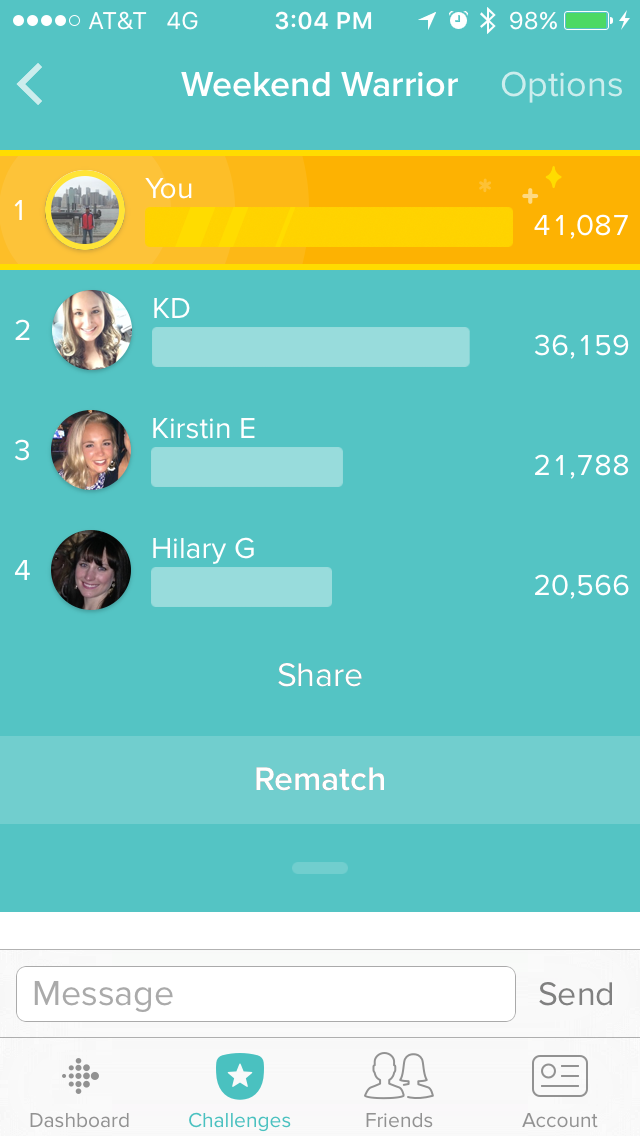 AT&T 4G 3:04 PM 98%
Weekend Warrior Options
1 You 41,087
2 KD 36,159
3 Kirstin E 21,788
4 Hilary G 20,566
Share
Rematch
Message Send
Dashboard Challenges Friends Account